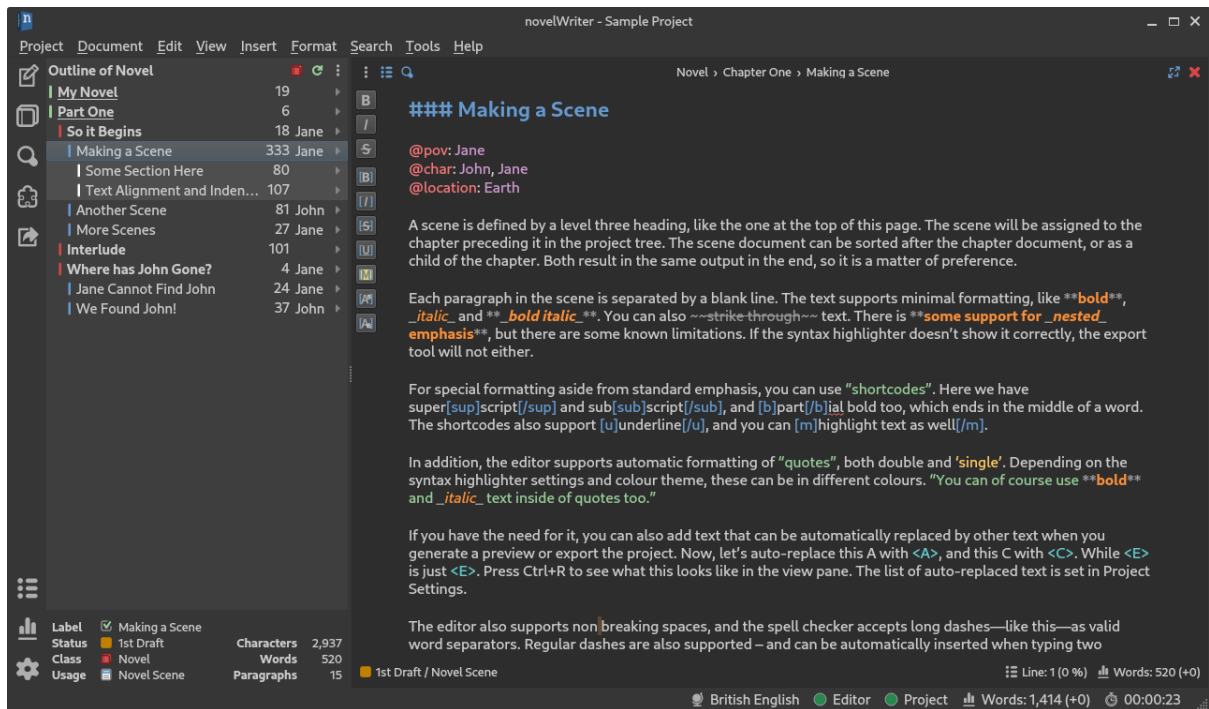 novelWriter - Sample Project
Project Document Edit View Insert Format Search Tools Help
Outline of Novel
My Novel 19
Part One 6
So it Begins 18 Jane
Making a Scene 333 Jane
Some Section Here 80
Text Alignment and Inden... 107
Another Scene 81 John
More Scenes 27 Jane
Interlude 101
Where has John Gone? 4 Jane
Jane Cannot Find John 24 Jane
We Found John! 37 John
Label Making a Scene
Status 1st Draft Characters 2,937
Class Novel Words 520
Usage Novel Scene Paragraphs 15
Novel › Chapter One › Making a Scene
B
I
S
[B]
[I]
[S]
[U]
[M]
### Making a Scene
@pov: Jane
@char: John, Jane
@location: Earth
A scene is defined by a level three heading, like the one at the top of this page. The scene will be assigned to the
chapter preceding it in the project tree. The scene document can be sorted after the chapter document, or as a
child of the chapter. Both result in the same output in the end, so it is a matter of preference.
Each paragraph in the scene is separated by a blank line. The text supports minimal formatting, like **bold**,
_italic_ and **_bold italic_**. You can also ~~strike through~~ text. There is **some support for _nested_
emphasis**, but there are some known limitations. If the syntax highlighter doesn’t show it correctly, the export
tool will not either.
For special formatting aside from standard emphasis, you can use “shortcodes”. Here we have
super[sup]script[/sup] and sub[sub]script[/sub], and [b]part[/b]ial bold too, which ends in the middle of a word.
The shortcodes also support [u]underline[/u], and you can [m]highlight text as well[/m].
In addition, the editor supports automatic formatting of “quotes”, both double and ‘single’. Depending on the
syntax highlighter settings and colour theme, these can be in different colours. “You can of course use **bold**
and _italic_ text inside of quotes too.”
If you have the need for it, you can also add text that can be automatically replaced by other text when you
generate a preview or export the project. Now, let’s auto-replace this A with <A>, and this C with <C>. While <E>
is just <E>. Press Ctrl+R to see what this looks like in the view pane. The list of auto-replaced text is set in Project
Settings.
The editor also supports non breaking spaces, and the spell checker accepts long dashes—like this—as valid
word separators. Regular dashes are also supported – and can be automatically inserted when typing two
1st Draft / Novel Scene
Line: 1 (0 %) Words: 520 (+0)
British English Editor Project Words: 1,414 (+0) 00:00:23